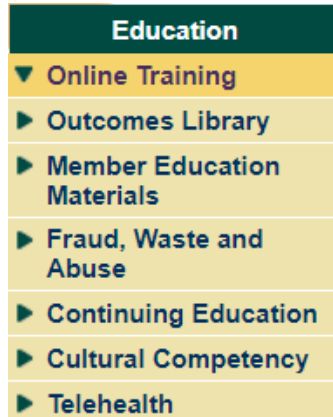 Education
Online Training
Outcomes Library
Member Education
Materials
Fraud, Waste and
Abuse
Continuing Education
Cultural Competency
Telehealth